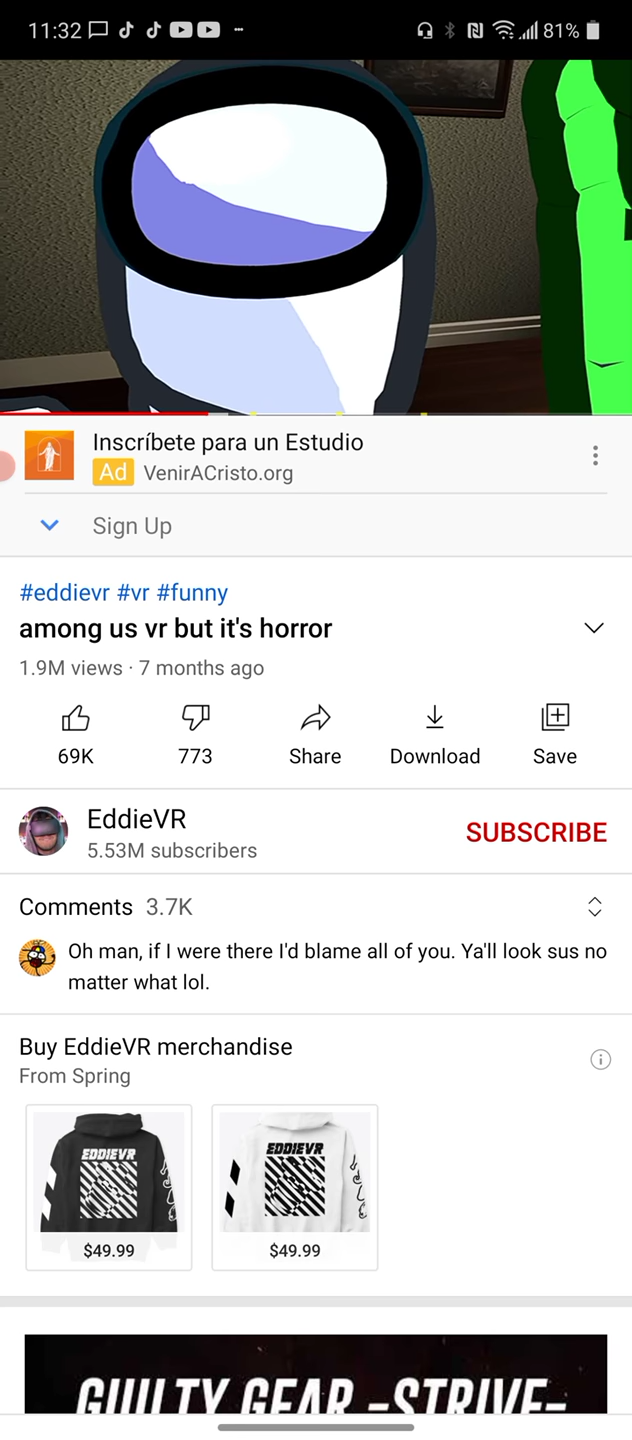 11:32
81%
Inscríbete para un Estudio
Ad VenirACristo.org
Sign Up
#eddievr #vr #funny
among us vr but it's horror
1.9M views · 7 months ago
69K 773 Share Download Save
EddieVR
5.53M subscribers
SUBSCRIBE
Comments 3.7K
Oh man, if I were there I'd blame all of you. Ya'll look sus no
matter what lol.
Buy EddieVR merchandise
From Spring
EDDIEVR
$49.99
EDDIEVR
$49.99
GUILTY GEAR -STRIVE-